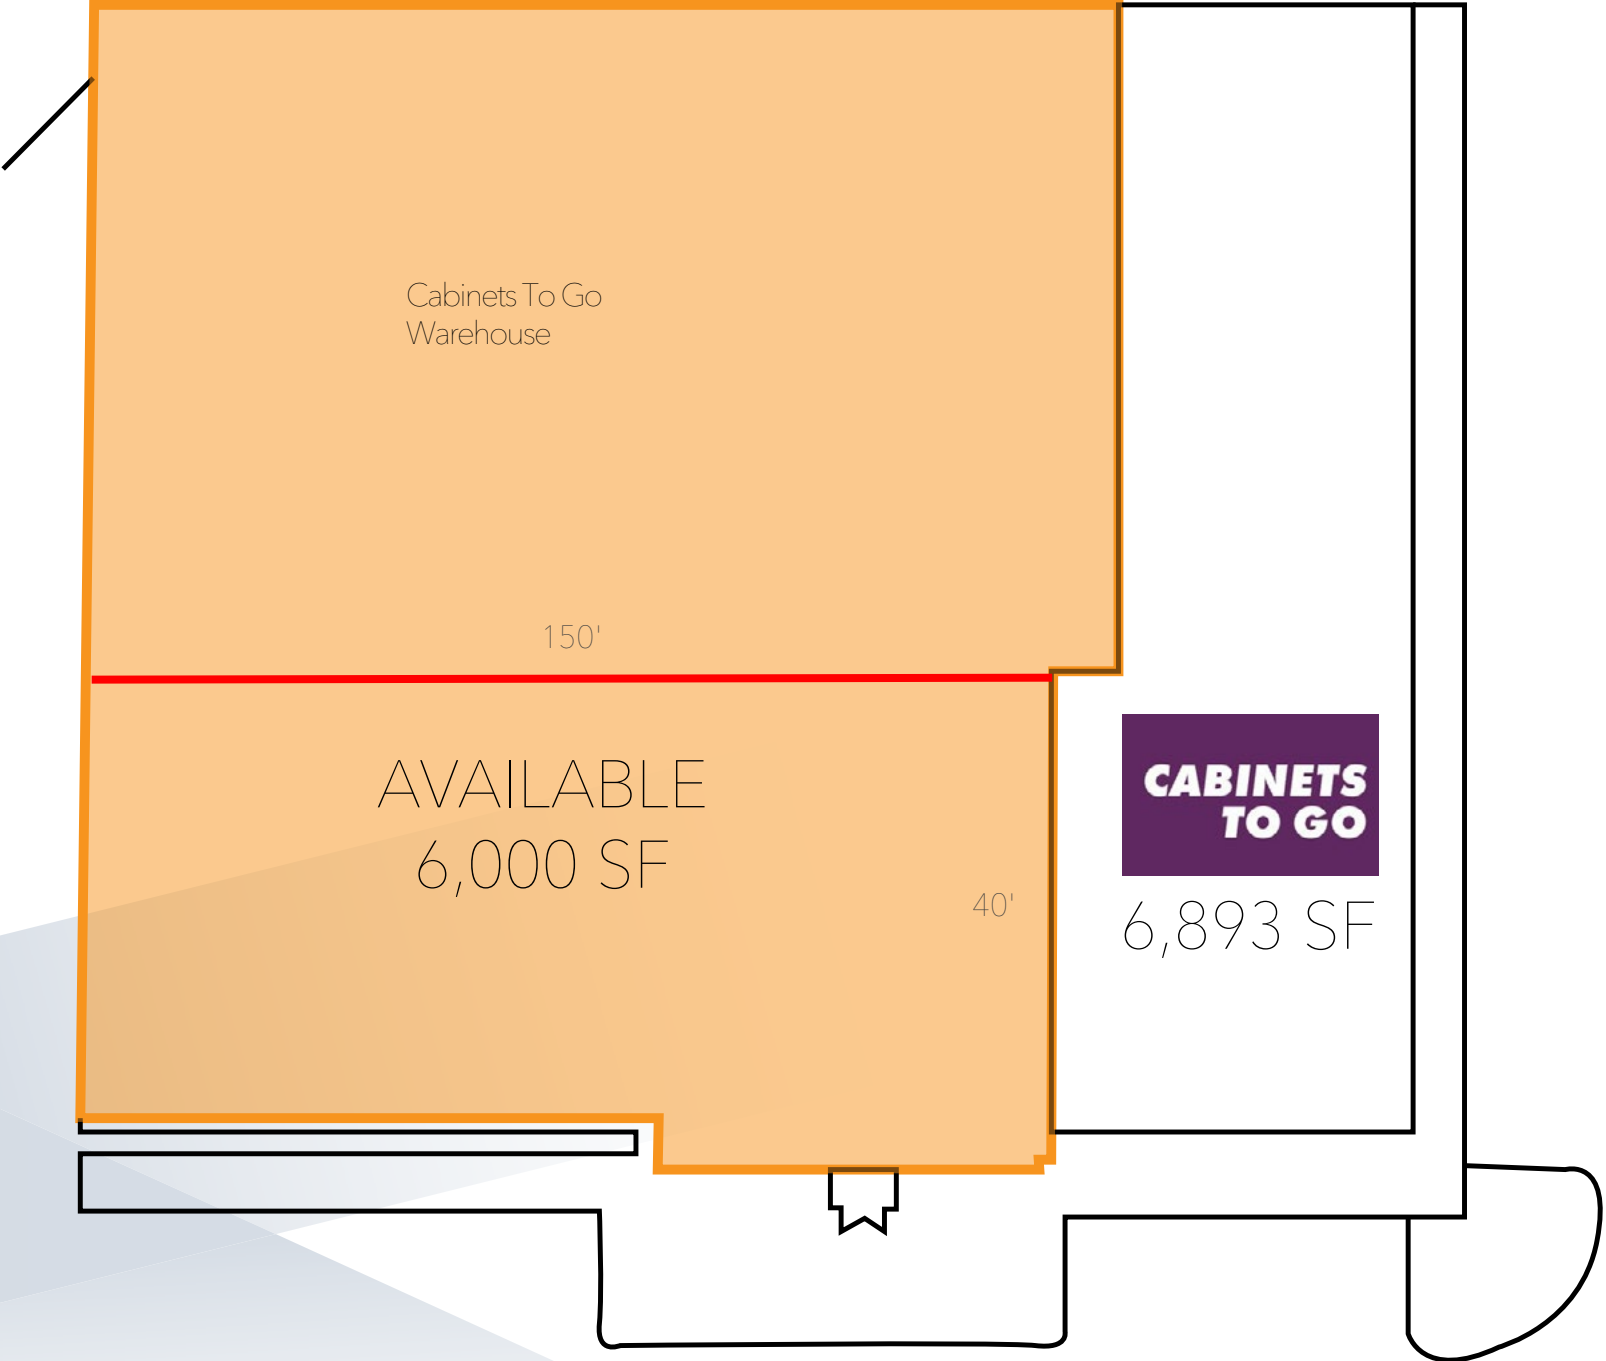 Cabinets To Go
Warehouse
150'
AVAILABLE
6,000 SF
40'
CABINETS
TO GO
6,893 SF